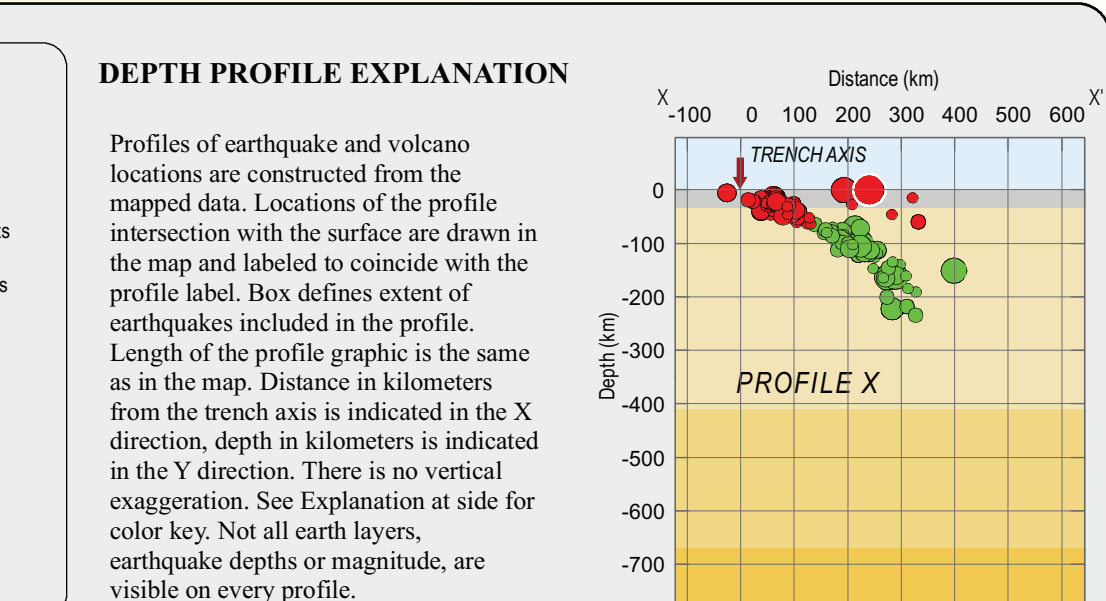 ts
s
DEPTH PROFILE EXPLANATION
Profiles of earthquake and volcano
locations are constructed from the
mapped data. Locations of the profile
intersection with the surface are drawn in
the map and labeled to coincide with the
profile label. Box defines extent of
earthquakes included in the profile.
Length of the profile graphic is the same
as in the map. Distance in kilometers
from the trench axis is indicated in the X
direction, depth in kilometers is indicated
in the Y direction. There is no vertical
exaggeration. See Explanation at side for
color key. Not all earth layers,
earthquake depths or magnitude, are
visible on every profile.
Distance (km)
X X'
-100 0 100 200 300 400 500 600
TRENCH AXIS
0
-100
-200
-300
-400
-500
-600
-700
Depth (km)
PROFILE X